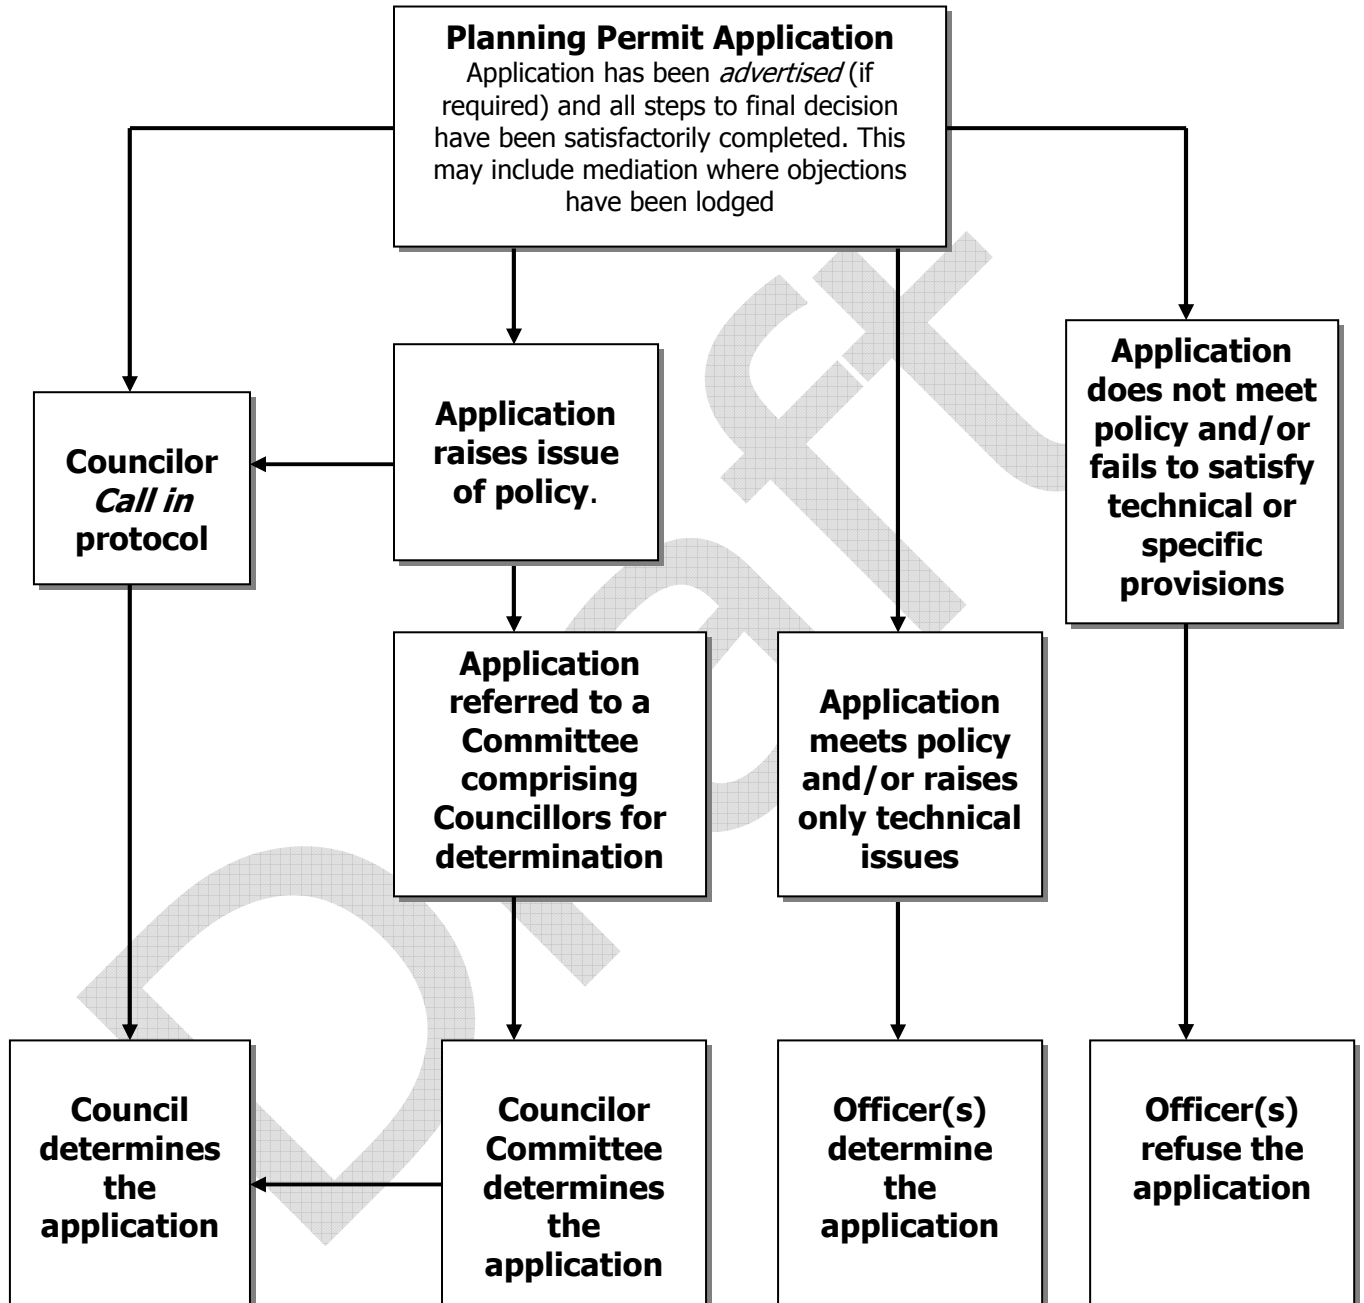 Planning Permit Application
Application has been advertised (if
required) and all steps to final decision
have been satisfactorily completed. This
may include mediation where objections
have been lodged
Councilor
Call in
protocol
Application
raises issue
of policy.
Application
does not meet
policy and/or
fails to satisfy
technical or
specific
provisions
Application
referred to a
Committee
comprising
Councillors for
determination
Application
meets policy
and/or raises
only technical
issues
Council
determines
the
application
Councilor
Committee
determines
the
application
Officer(s)
determine
the
application
Officer(s)
refuse the
application
Draft